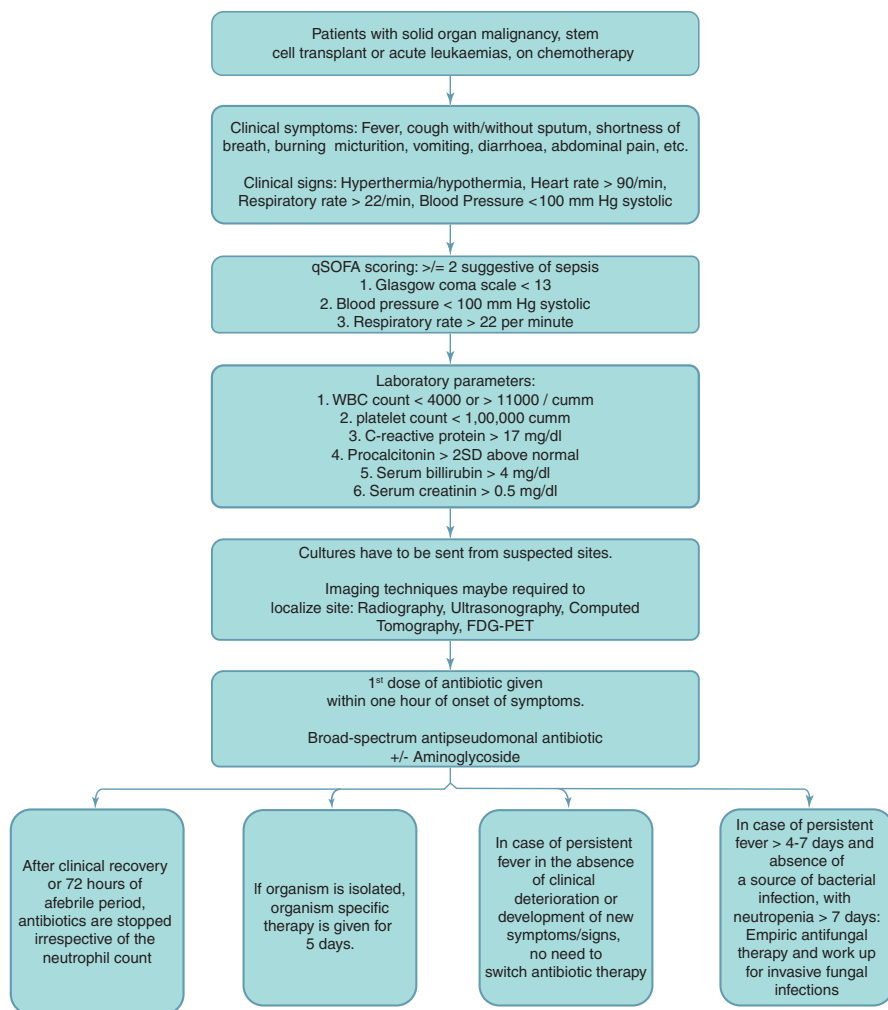 Patients with solid organ malignancy, stem
cell transplant or acute leukaemias, on chemotherapy
Clinical symptoms: Fever, cough with/without sputum, shortness of
breath, burning micturition, vomiting, diarrhoea, abdominal pain, etc.
Clinical signs: Hyperthermia/hypothermia, Heart rate > 90/min,
Respiratory rate > 22/min, Blood Pressure <100 mm Hg systolic
qSOFA scoring: >/= 2 suggestive of sepsis
1. Glasgow coma scale < 13
2. Blood pressure < 100 mm Hg systolic
3. Respiratory rate > 22 per minute
Laboratory parameters:
1. WBC count < 4000 or > 11000 / cumm
2. platelet count < 1,00,000 cumm
3. C-reactive protein > 17 mg/dl
4. Procalcitonin > 2SD above normal
5. Serum billirubin > 4 mg/dl
6. Serum creatinin > 0.5 mg/dl
Cultures have to be sent from suspected sites.
Imaging techniques maybe required to
localize site: Radiography, Ultrasonography, Computed
Tomography, FDG-PET
1st dose of antibiotic given
within one hour of onset of symptoms.
Broad-spectrum antipseudomonal antibiotic
+/- Aminoglycoside
After clinical recovery
or 72 hours of
afebrile period,
antibiotics are stopped
irrespective of the
neutrophil count
If organism is isolated,
organism specific
therapy is given for
5 days.
In case of persistent
fever in the absence
of clinical
deterioration or
development of new
symptoms/signs,
no need to
switch antibiotic therapy
In case of persistent
fever > 4-7 days and
absence of
a source of bacterial
infection, with
neutropenia > 7 days:
Empiric antifungal
therapy and work up
for invasive fungal
infections